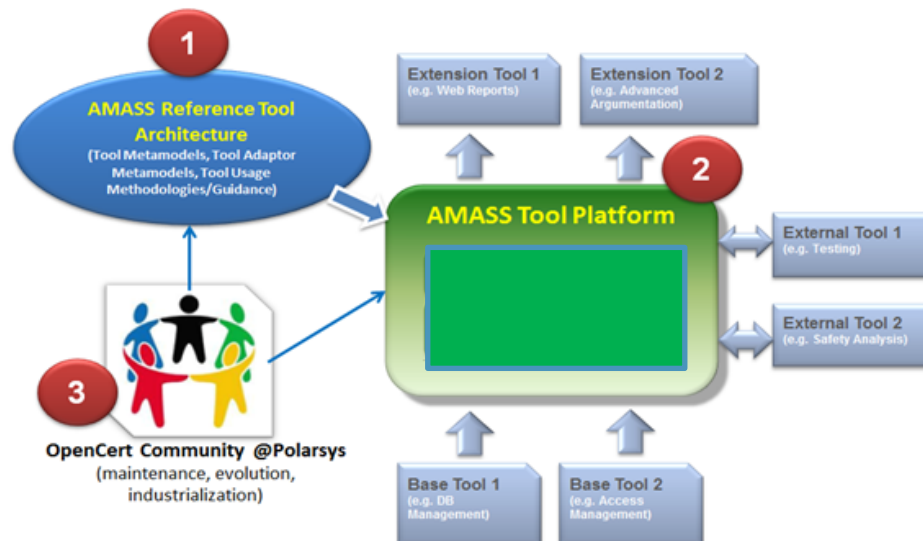 1
AMASS Reference Tool
Architecture
(Tool Metamodels, Tool Adaptor
Metamodels, Tool Usage
Methodologies/Guidance)
Extension Tool 1
(e.g. Web Reports)
Extension Tool 2
(e.g. Advanced
Argumentation)
2
AMASS Tool Platform
External Tool 1
(e.g. Testing)
External Tool 2
(e.g. Safety Analysis)
3
OpenCert Community @Polarsys
(maintenance, evolution,
industrialization)
Base Tool 1
(e.g. DB
Management)
Base Tool 2
(e.g. Access
Management)